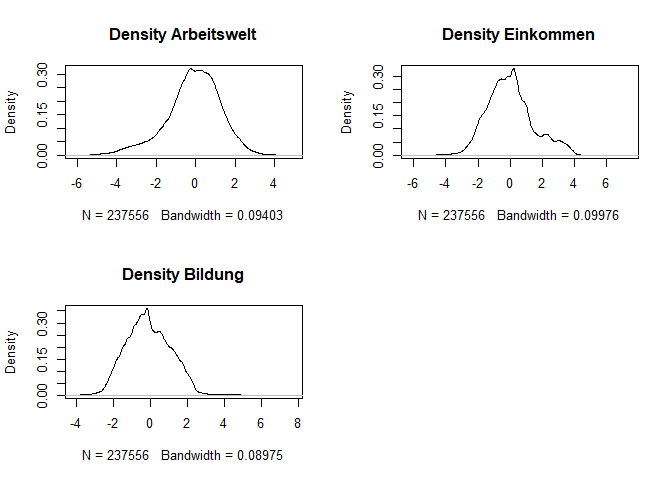 Density Arbeitswelt
Density
0.00 0.15 0.30
-6 -4 -2 0 2 4
N = 237556 Bandwidth = 0.09403
Density Einkommen
Density
0.00 0.15 0.30
-6 -4 -2 0 2 4 6
N = 237556 Bandwidth = 0.09976
Density Bildung
Density
0.00 0.15 0.30
-4 -2 0 2 4 6 8
N = 237556 Bandwidth = 0.08975